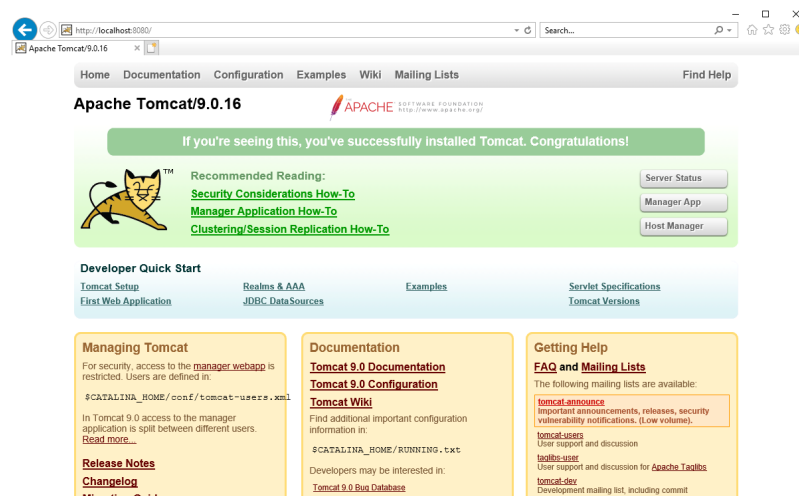 http://localhost:8080/
Search...
Apache Tomcat/9.0.16
Home Documentation Configuration Examples Wiki Mailing Lists Find Help
Apache Tomcat/9.0.16
APACHE SOFTWARE FOUNDATION
http://www.apache.org/
If you're seeing this, you've successfully installed Tomcat. Congratulations!
TM
Recommended Reading:
Security Considerations How-To
Manager Application How-To
Clustering/Session Replication How-To
Server Status
Manager App
Host Manager
Developer Quick Start
Tomcat Setup
First Web Application
Realms & AAA
JDBC DataSources
Examples
Servlet Specifications
Tomcat Versions
Managing Tomcat
For security, access to the manager webapp is
restricted. Users are defined in:
$CATALINA_HOME/conf/tomcat-users.xml
In Tomcat 9.0 access to the manager
application is split between different users.
Read more...
Release Notes
Changelog
Migration Guide
Documentation
Tomcat 9.0 Documentation
Tomcat 9.0 Configuration
Tomcat Wiki
Find additional important configuration
information in:
$CATALINA_HOME/RUNNING.txt
Developers may be interested in:
Tomcat 9.0 Bug Database
Getting Help
FAQ and Mailing Lists
The following mailing lists are available:
tomcat-announce
Important announcements, releases, security
vulnerability notifications. (Low volume).
tomcat-users
User support and discussion
taglibs-user
User support and discussion for Apache Taglibs
tomcat-dev
Development mailing list, including commit